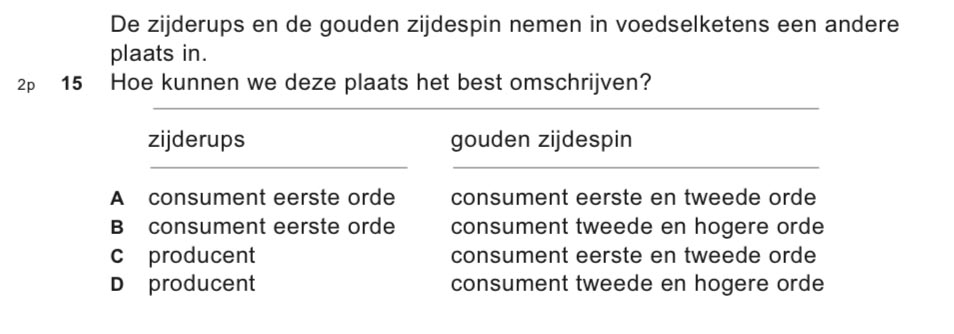 De zijderups en de gouden zijdespin nemen in voedselketens een andere
plaats in.
2p 15 Hoe kunnen we deze plaats het best omschrijven?
zijderups gouden zijdespin
A consument eerste orde consument eerste en tweede orde
B consument eerste orde consument tweede en hogere orde
C producent consument eerste en tweede orde
D producent consument tweede en hogere orde